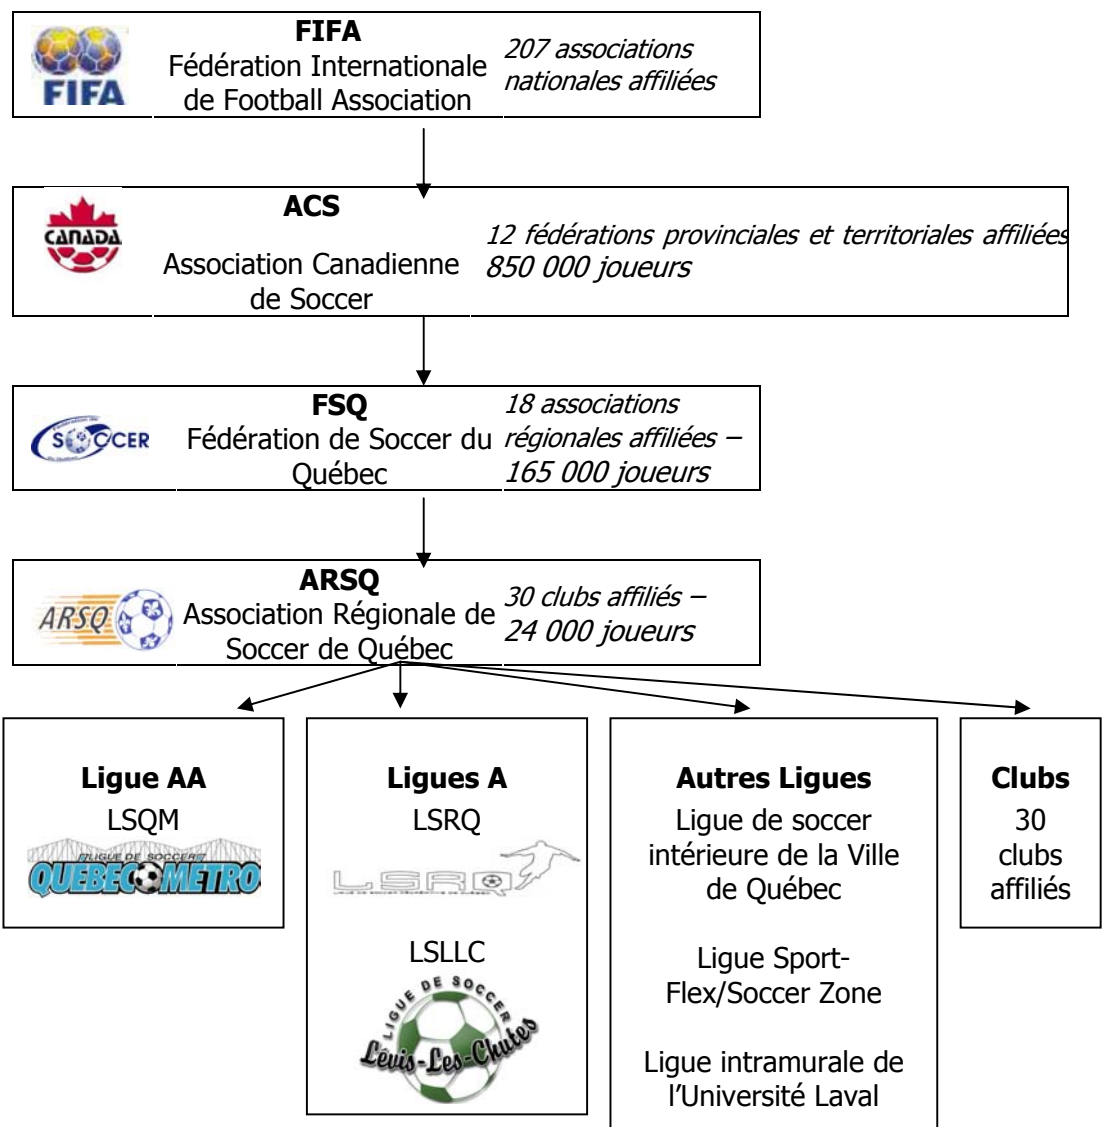 FIFA
FIFA
Fédération Internationale
de Football Association
207 associations
nationales affiliées
CANADA
ACS
Association Canadienne
de Soccer
12 fédérations provinciales et territoriales affiliées
850 000 joueurs
SOCCER
FSQ
Fédération de Soccer du
Québec
18 associations
régionales affiliées –
165 000 joueurs
ARSQ
ARSQ
Association Régionale de
Soccer de Québec
30 clubs affiliés –
24 000 joueurs
Ligue AA
LSQM
LIGUE DE SOCCER
QUEBEC METRO
Ligues A
LSRQ
LSRQ
LSLLC
LIGUE DE SOCCER
Lévis-Les-Chutes
Autres Ligues
Ligue de soccer
intérieure de la Ville
de Québec
Ligue Sport-
Flex/Soccer Zone
Ligue intramurale de
l’Université Laval
Clubs
30
clubs
affiliés